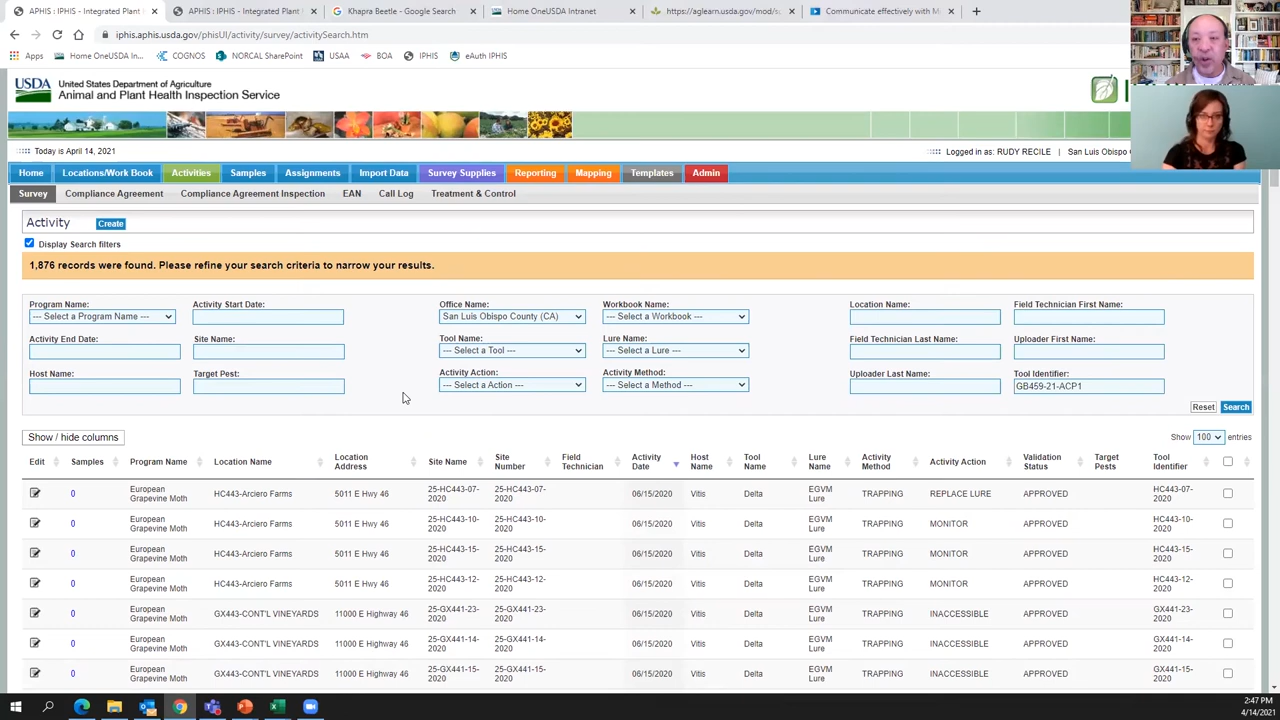 APHIS : IPHIS - Integrated Plant
APHIS : IPHIS - Integrated Plant
Khapra Beetle - Google Search
Home OneUSDA Intranet
https://aglearn.usda.gov/mod/s
Communicate effectively with M
iphis.aphis.usda.gov/phisUI/activity/survey/activitySearch.htm
Apps
Home OneUSDA In...
COGNOS
NORCAL SharePoint
USAA
BOA
IPHIS
eAuth IPHIS
USDA
United States Department of Agriculture
Animal and Plant Health Inspection Service
Today is April 14, 2021
Logged in as: RUDY RECILE | San Luis Obispo
Home Locations/Work Book Activities Samples Assignments Import Data Survey Supplies Reporting Mapping Templates Admin
Survey Compliance Agreement Compliance Agreement Inspection EAN Call Log Treatment & Control
Activity Create
Display Search filters
1,876 records were found. Please refine your search criteria to narrow your results.
Program Name: Activity Start Date: Office Name: Workbook Name: Location Name: Field Technician First Name:
--- Select a Program Name --- San Luis Obispo County (CA) --- Select a Workbook ---
Activity End Date: Site Name: Tool Name: Lure Name: Field Technician Last Name: Uploader First Name:
--- Select a Tool --- --- Select a Lure ---
Host Name: Target Pest: Activity Action: Activity Method: Uploader Last Name: Tool Identifier:
--- Select a Action --- --- Select a Method --- GB459-21-ACP1
Reset Search
Show / hide columns Show 100 entries
Edit Samples Program Name Location Name Location Address Site Name Site Number Field Technician Activity Date Host Name Tool Name Lure Name Activity Method Activity Action Validation Status Target Pests Tool Identifier
0 European Grapevine Moth HC443-Arciero Farms 5011 E Hwy 46 25-HC443-07-2020 25-HC443-07-2020 06/15/2020 Vitis Delta EGVM Lure TRAPPING REPLACE LURE APPROVED HC443-07-2020
0 European Grapevine Moth HC443-Arciero Farms 5011 E Hwy 46 25-HC443-10-2020 25-HC443-10-2020 06/15/2020 Vitis Delta EGVM Lure TRAPPING MONITOR APPROVED HC443-10-2020
0 European Grapevine Moth HC443-Arciero Farms 5011 E Hwy 46 25-HC443-15-2020 25-HC443-15-2020 06/15/2020 Vitis Delta EGVM Lure TRAPPING MONITOR APPROVED HC443-15-2020
0 European Grapevine Moth HC443-Arciero Farms 5011 E Hwy 46 25-HC443-12-2020 25-HC443-12-2020 06/15/2020 Vitis Delta EGVM Lure TRAPPING MONITOR APPROVED HC443-12-2020
0 European Grapevine Moth GX443-CONT'L VINEYARDS 11000 E Highway 46 25-GX441-23-2020 25-GX441-23-2020 06/15/2020 Vitis Delta EGVM Lure TRAPPING INACCESSIBLE APPROVED GX441-23-2020
0 European Grapevine Moth GX443-CONT'L VINEYARDS 11000 E Highway 46 25-GX441-14-2020 25-GX441-14-2020 06/15/2020 Vitis Delta EGVM Lure TRAPPING INACCESSIBLE APPROVED GX441-14-2020
0 European Grapevine Moth GX443-CONT'L VINEYARDS 11000 E Highway 46 25-GX441-15-2020 25-GX441-15-2020 06/15/2020 Vitis Delta EGVM Lure TRAPPING INACCESSIBLE APPROVED GX441-15-2020
2:47 PM
4/14/2021